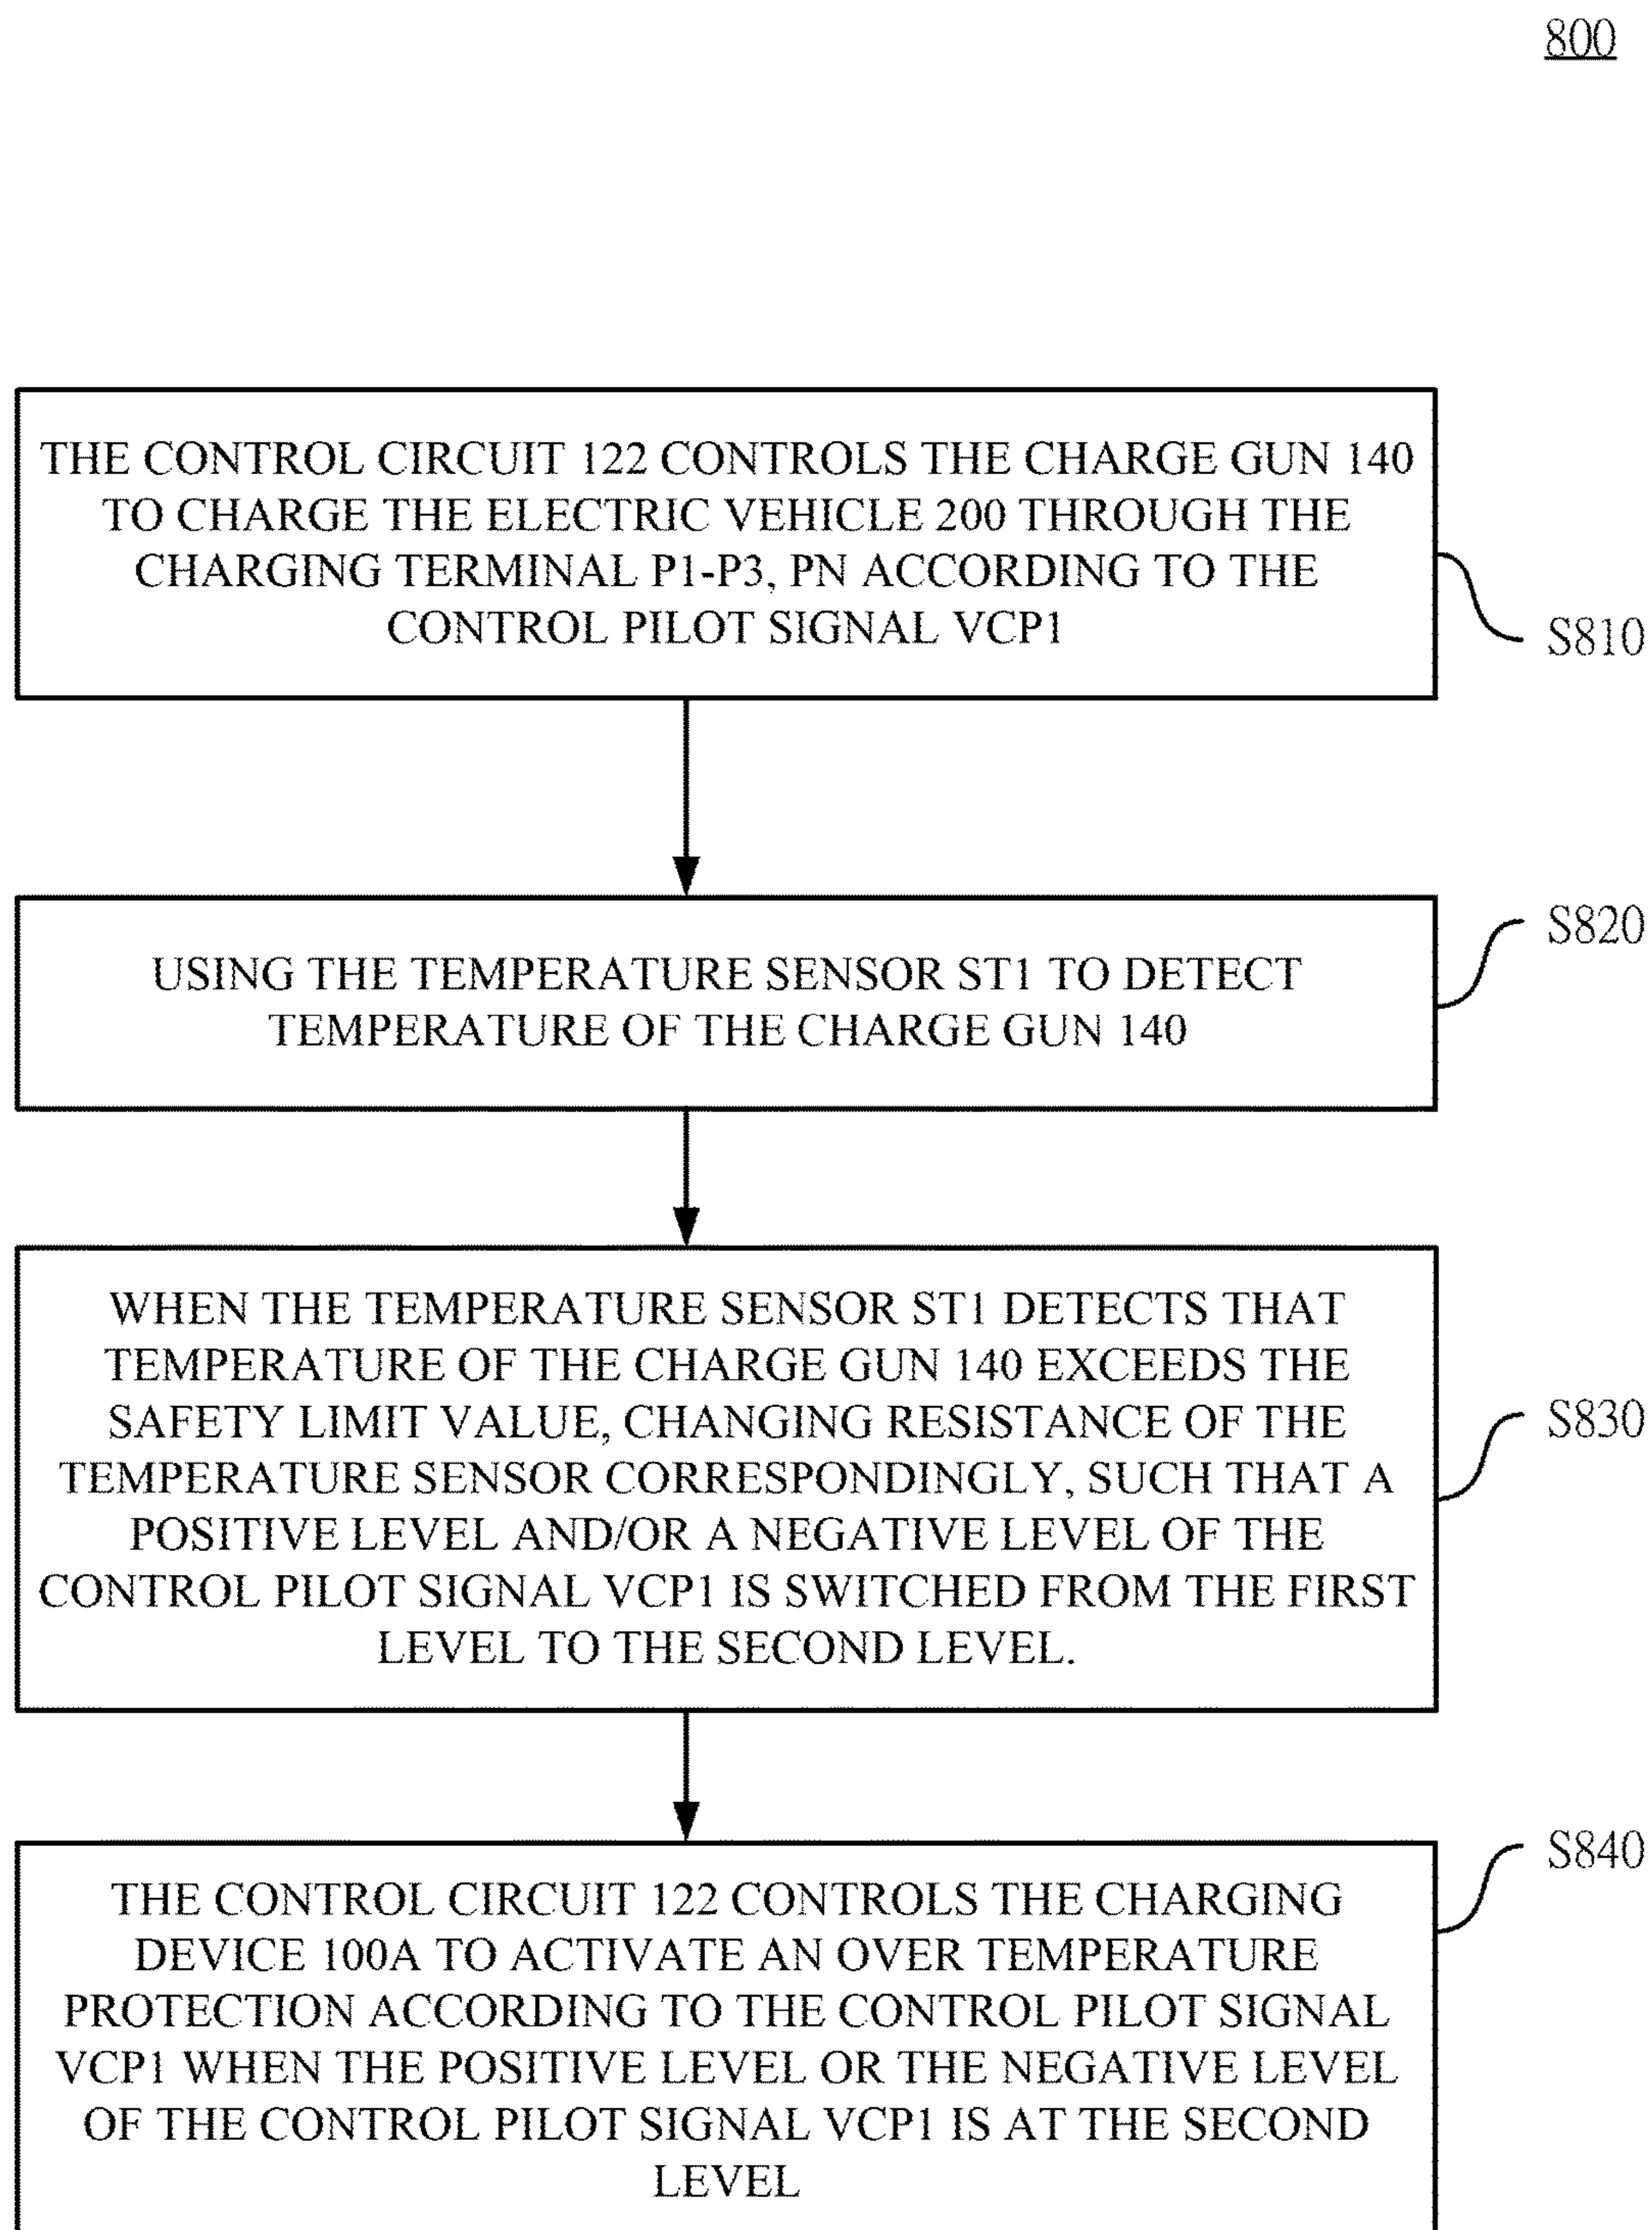 800
THE CONTROL CIRCUIT 122 CONTROLS THE CHARGE GUN 140
TO CHARGE THE ELECTRIC VEHICLE 200 THROUGH THE
CHARGING TERMINAL P1-P3, PN ACCORDING TO THE
CONTROL PILOT SIGNAL VCP1
S810
USING THE TEMPERATURE SENSOR ST1 TO DETECT
TEMPERATURE OF THE CHARGE GUN 140
S820
WHEN THE TEMPERATURE SENSOR ST1 DETECTS THAT
TEMPERATURE OF THE CHARGE GUN 140 EXCEEDS THE
SAFETY LIMIT VALUE, CHANGING RESISTANCE OF THE
TEMPERATURE SENSOR CORRESPONDINGLY, SUCH THAT A
POSITIVE LEVEL AND/OR A NEGATIVE LEVEL OF THE
CONTROL PILOT SIGNAL VCP1 IS SWITCHED FROM THE FIRST
LEVEL TO THE SECOND LEVEL.
S830
THE CONTROL CIRCUIT 122 CONTROLS THE CHARGING
DEVICE 100A TO ACTIVATE AN OVER TEMPERATURE
PROTECTION ACCORDING TO THE CONTROL PILOT SIGNAL
VCP1 WHEN THE POSITIVE LEVEL OR THE NEGATIVE LEVEL
OF THE CONTROL PILOT SIGNAL VCP1 IS AT THE SECOND
LEVEL
S840